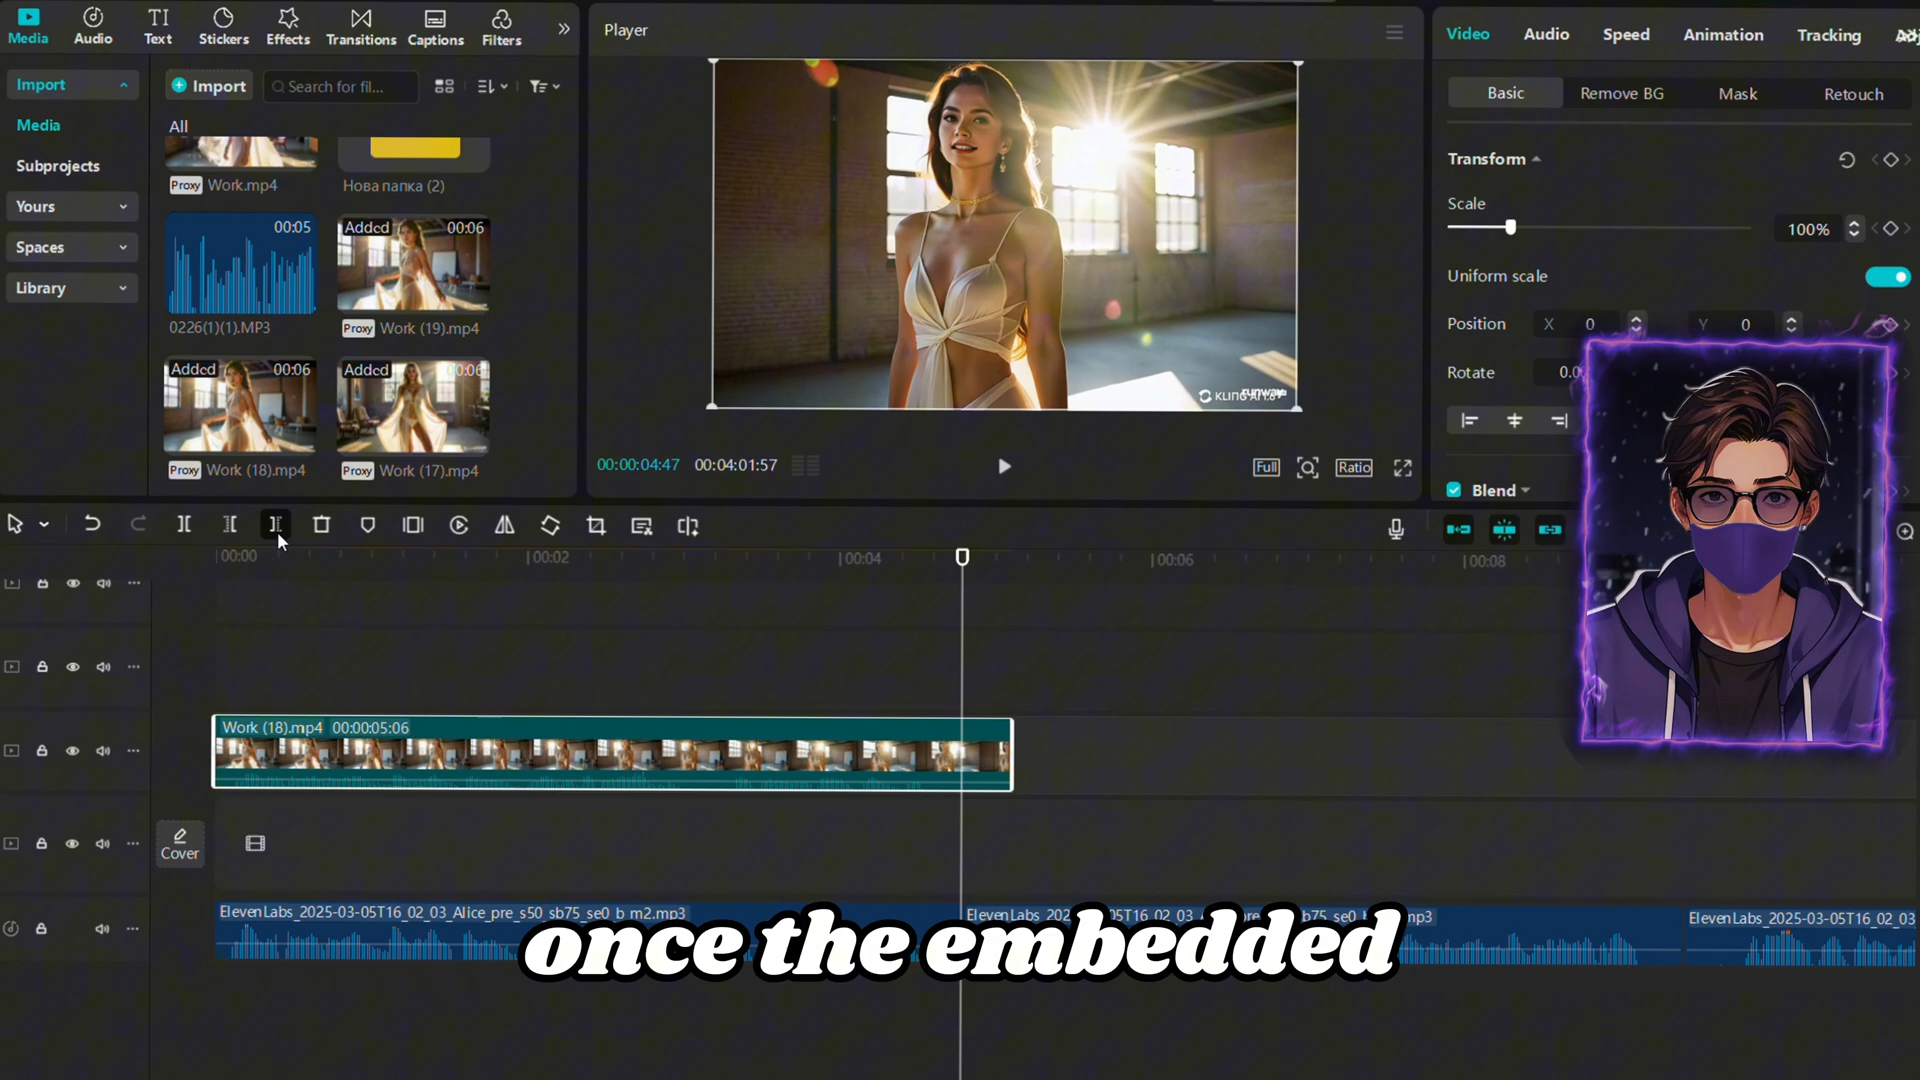 Media
Audio
TI
Text
Stickers
Effects
Transitions
Captions
Filters
Player
Video
Audio
Speed
Animation
Tracking
Import
Media
Subprojects
Yours
Spaces
Library
Import
Search for fil...
All
Proxy Work.mp4
Нова папка (2)
00:05
0226(1)(1).MP3
Added 00:06
Proxy Work (19).mp4
Added 00:06
Proxy Work (18).mp4
Added 00:06
Proxy Work (17).mp4
runway
00:00:04:47 00:04:01:57
Full
Ratio
Basic
Remove BG
Mask
Retouch
Transform
Scale
100%
Uniform scale
Position X 0 Y 0
Rotate
Blend
00:00
00:02
00:04
00:06
00:08
Work (18).mp4 00:00:05:06
Cover
ElevenLabs_2025-03-05T16_02_03_Alice_pre_s50_sb75_se0_b_m2.mp3
ElevenLabs_2025-03-05T16_02_03
once the embedded